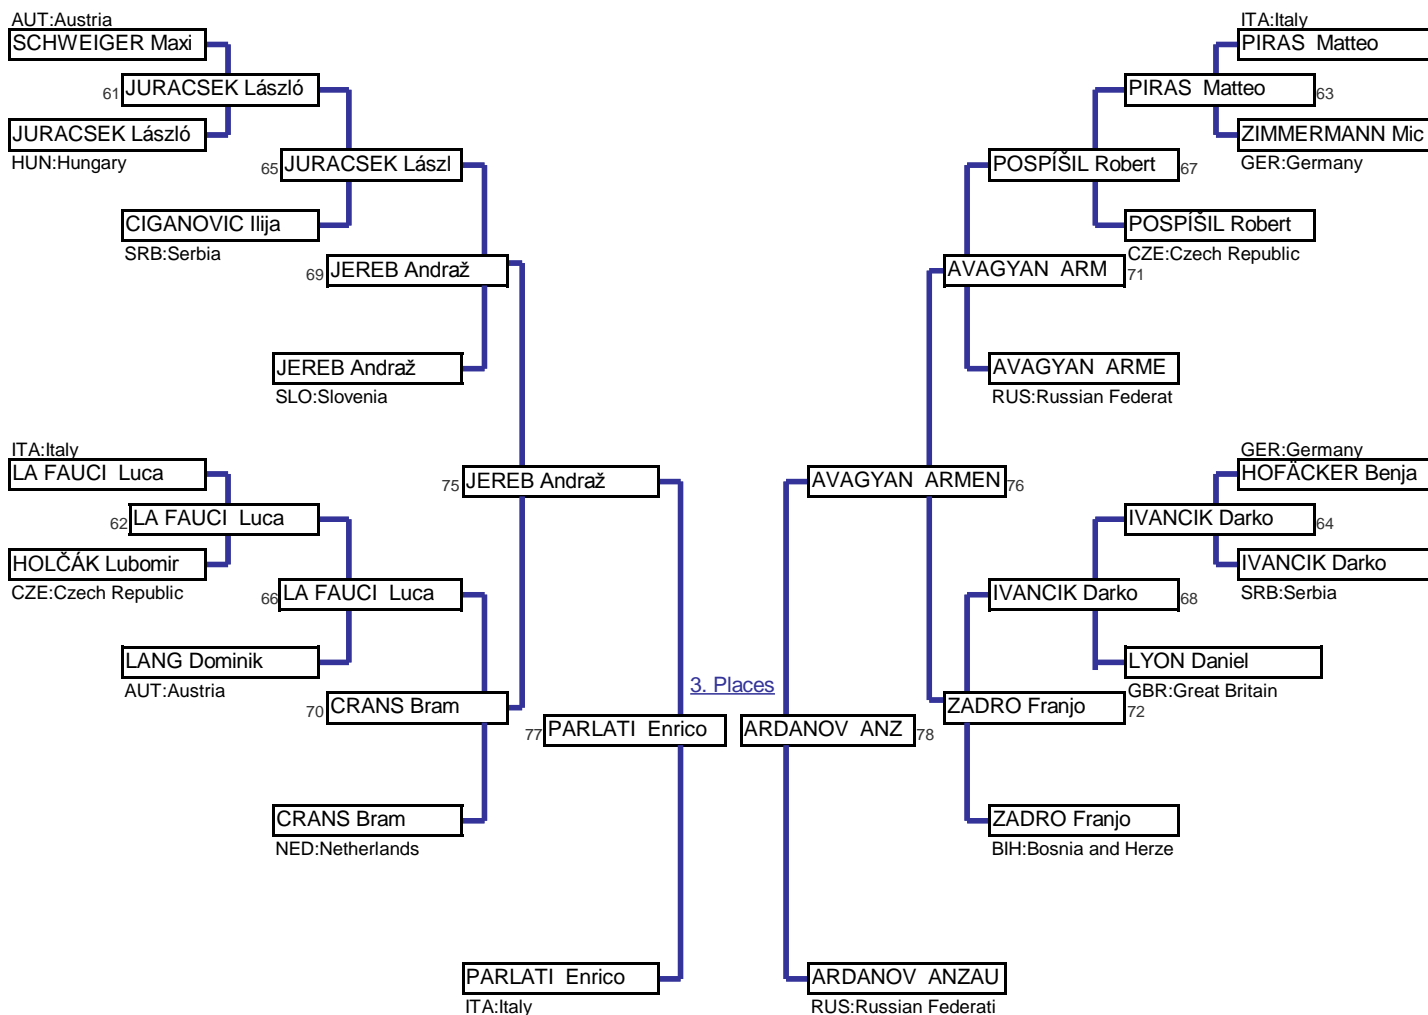 AUT:Austria
SCHWEIGER Maxi
61 JURACSEK László
JURACSEK László
HUN:Hungary
65 JURACSEK Lászl
CIGANOVIC Ilija
SRB:Serbia
69 JEREB Andraž
JEREB Andraž
SLO:Slovenia
ITA:Italy
LA FAUCI Luca
75 JEREB Andraž
62 LA FAUCI Luca
HOLČÁK Lubomir
CZE:Czech Republic
66 LA FAUCI Luca
LANG Dominik
AUT:Austria
70 CRANS Bram
77 PARLATI Enrico
CRANS Bram
NED:Netherlands
PARLATI Enrico
ITA:Italy
3. Places
ITA:Italy
PIRAS Matteo
PIRAS Matteo 63
ZIMMERMANN Mic
GER:Germany
POSPÍŠIL Robert 67
POSPÍŠIL Robert
CZE:Czech Republic
AVAGYAN ARM 71
AVAGYAN ARME
RUS:Russian Federat
GER:Germany
HOFÄCKER Benja
AVAGYAN ARMEN 76
IVANCIK Darko 64
IVANCIK Darko
SRB:Serbia
IVANCIK Darko 68
LYON Daniel
GBR:Great Britain
ZADRO Franjo 72
ARDANOV ANZ 78
ZADRO Franjo
BIH:Bosnia and Herze
ARDANOV ANZAU
RUS:Russian Federati